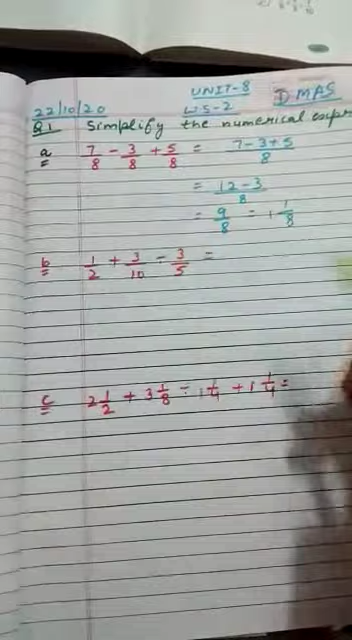 UNIT-8
22/10/20 WS-2 DMAS
Q1 Simplify the numerical
a 7/8 - 3/8 + 5/8 = 7-3+5/8
= 12-3/8
= 9/8 = 1 1/8
b 1/2 + 3/10 ÷ 3/5 =
c 2 1/2 + 3 1/8 ÷ 1 1/4 + 1 1/4 =